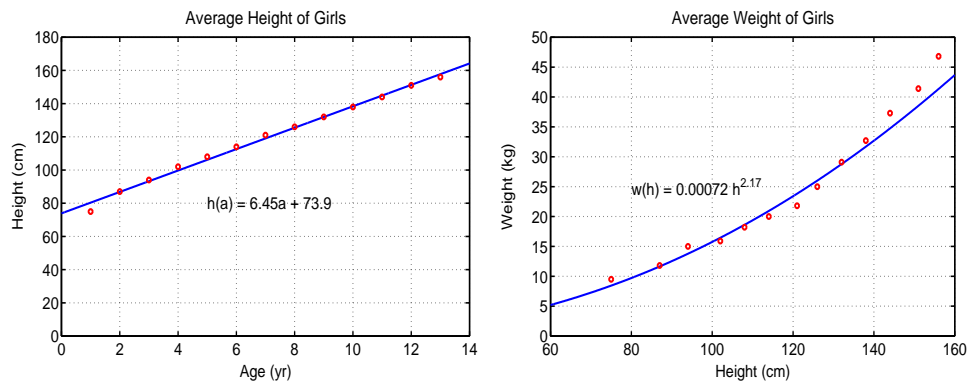 Average Height of Girls
180
160
140
120
100
80
60
40
20
0
Height (cm)
h(a) = 6.45a + 73.9
0 2 4 6 8 10 12 14
Age (yr)
Average Weight of Girls
50
45
40
35
30
25
20
15
10
5
0
Weight (kg)
w(h) = 0.00072 h^2.17
60 80 100 120 140 160
Height (cm)